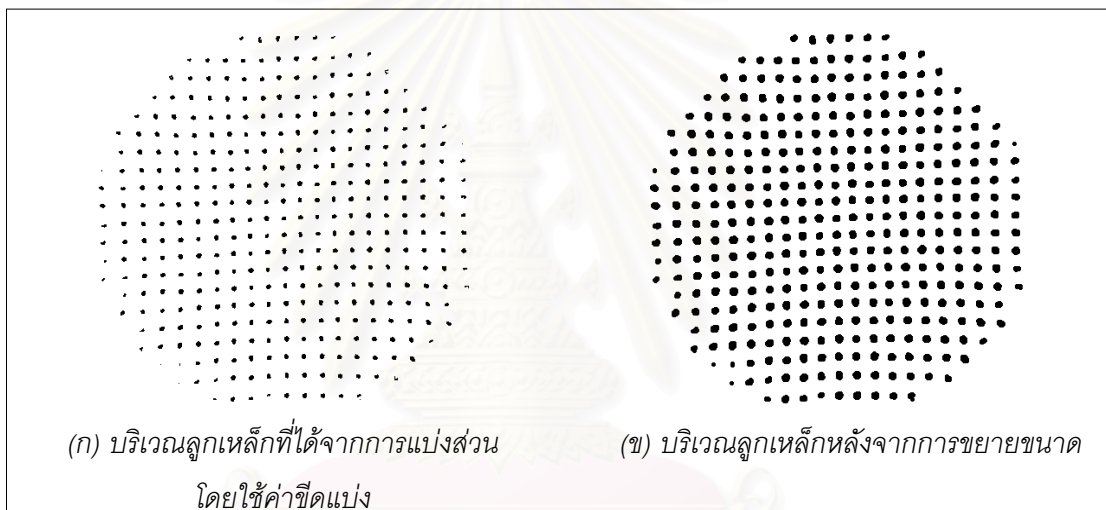 (ก) บริเวณลูกเหล็กที่ได้จากการแบ่งส่วน
โดยใช้ค่าขีดแบ่ง
(ข) บริเวณลูกเหล็กหลังจากการขยายขนาด